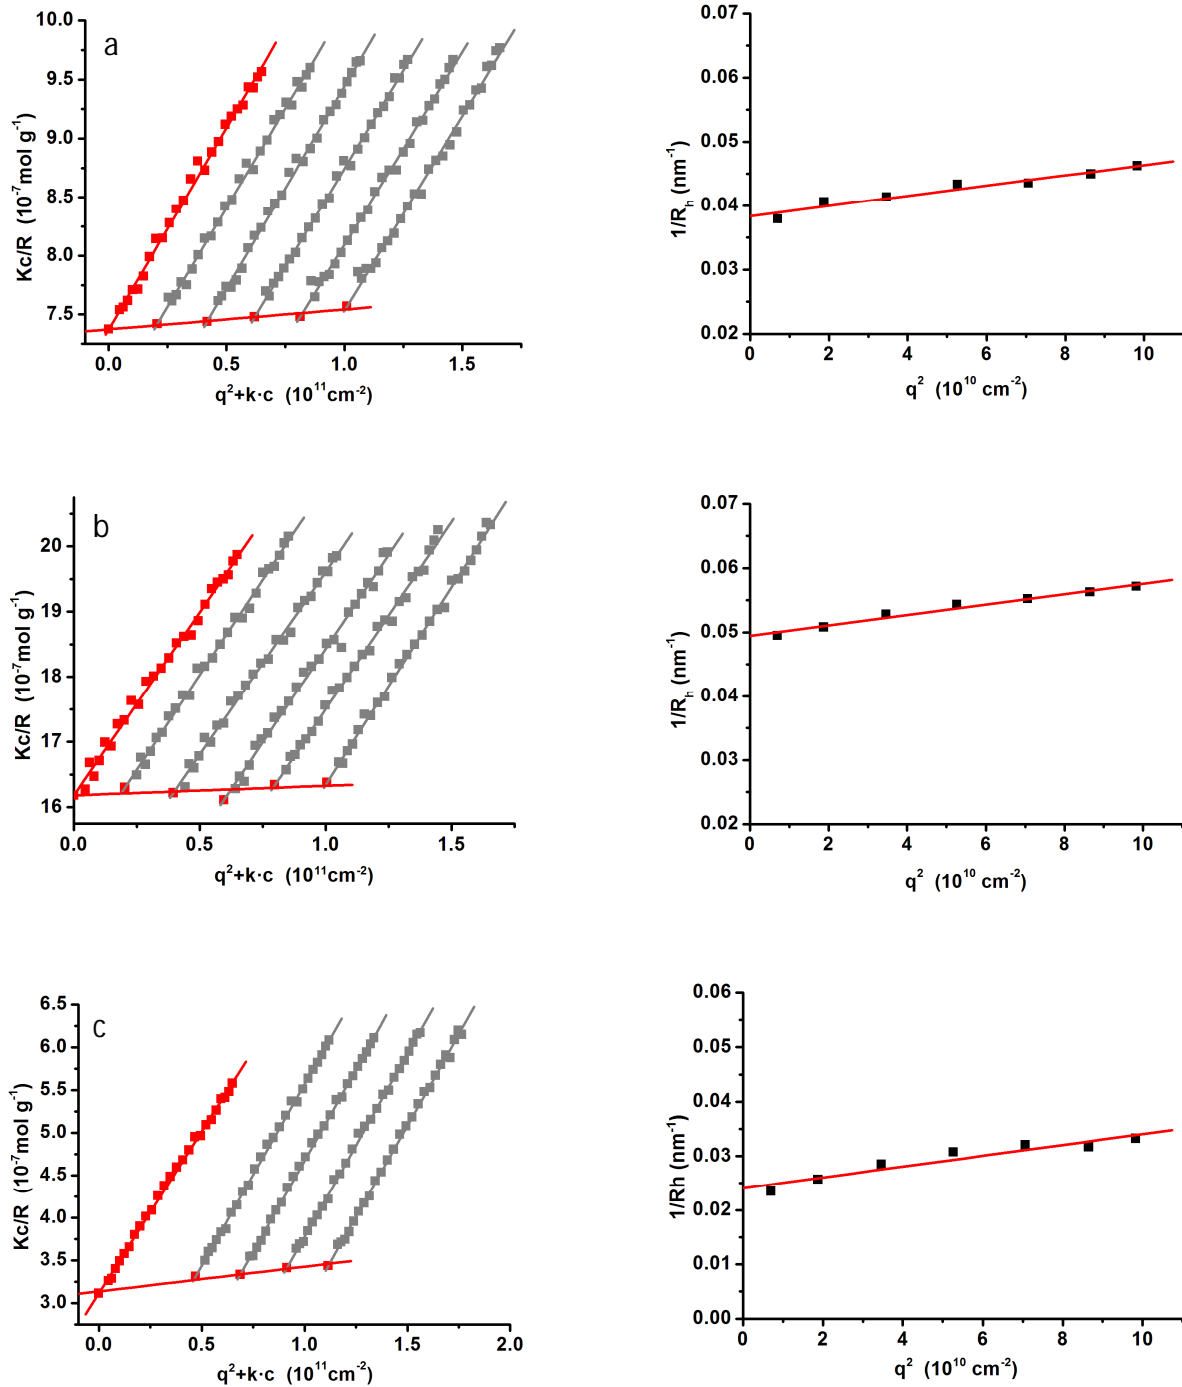 a
10.0
9.5
9.0
8.5
8.0
7.5
Kc/R (10⁻⁷mol g⁻¹)
0.0 0.5 1.0 1.5
q²+k·c (10¹¹cm⁻²)
0.07
0.06
0.05
0.04
0.03
0.02
1/Rₕ (nm⁻¹)
0 2 4 6 8 10
q² (10¹⁰ cm⁻²)
b
20
19
18
17
16
Kc/R (10⁻⁷mol g⁻¹)
0.0 0.5 1.0 1.5
q²+k·c (10¹¹cm⁻²)
0.07
0.06
0.05
0.04
0.03
0.02
1/Rₕ (nm⁻¹)
0 2 4 6 8 10
q² (10¹⁰ cm⁻²)
c
6.5
6.0
5.5
5.0
4.5
4.0
3.5
3.0
Kc/R (10⁻⁷mol g⁻¹)
0.0 0.5 1.0 1.5 2.0
q²+k·c (10¹¹cm⁻²)
0.06
0.05
0.04
0.03
0.02
0.01
0.00
1/Rh (nm⁻¹)
0 2 4 6 8 10
q² (10¹⁰ cm⁻²)